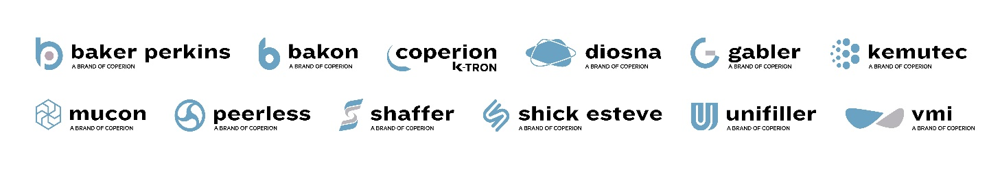 baker perkins
A BRAND OF COPERION
bakon
A BRAND OF COPERION
coperion
K-TRON
diosna
A BRAND OF COPERION
gabler
A BRAND OF COPERION
kemutec
A BRAND OF COPERION
mucon
A BRAND OF COPERION
peerless
A BRAND OF COPERION
shaffer
A BRAND OF COPERION
shick esteve
A BRAND OF COPERION
unifiller
A BRAND OF COPERION
vmi
A BRAND OF COPERION